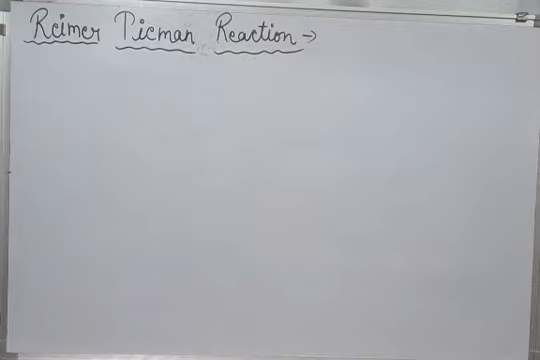 Reimer Ticman Reaction →